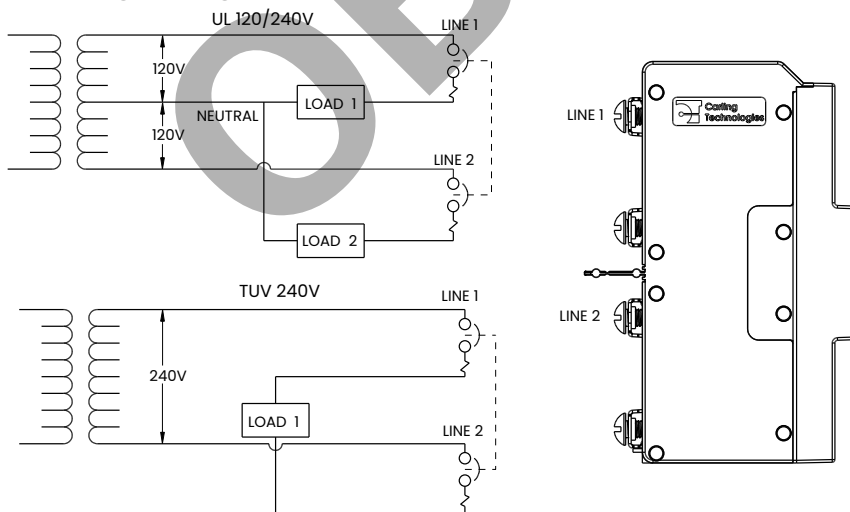 UL 120/240V
LINE 1
120V
NEUTRAL
LOAD 1
120V
LINE 2
LOAD 2
TUV 240V
LINE 1
240V
LOAD 1
LINE 2
LINE 1
Carling
Technologies
LINE 2